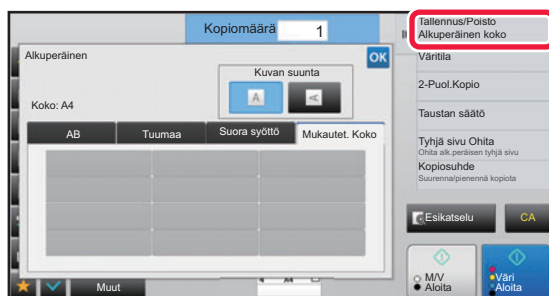 Kopiomäärä 1
Tallennus/Poisto
Alkuperäinen koko
Alkuperäinen
OK
Väritila
Kuvan suunta
A A
2-Puol.Kopio
Koko: A4
Taustan säätö
AB Tuumaa Suora syöttö Mukautet. Koko
Tyhjä sivu Ohita
Ohita alk.peräisen tyhjä sivu
Kopiosuhde
Suurenna/pienennä kopiota
Esikatselu CA
M/V
Aloita
Väri
Aloita
Muut
A4